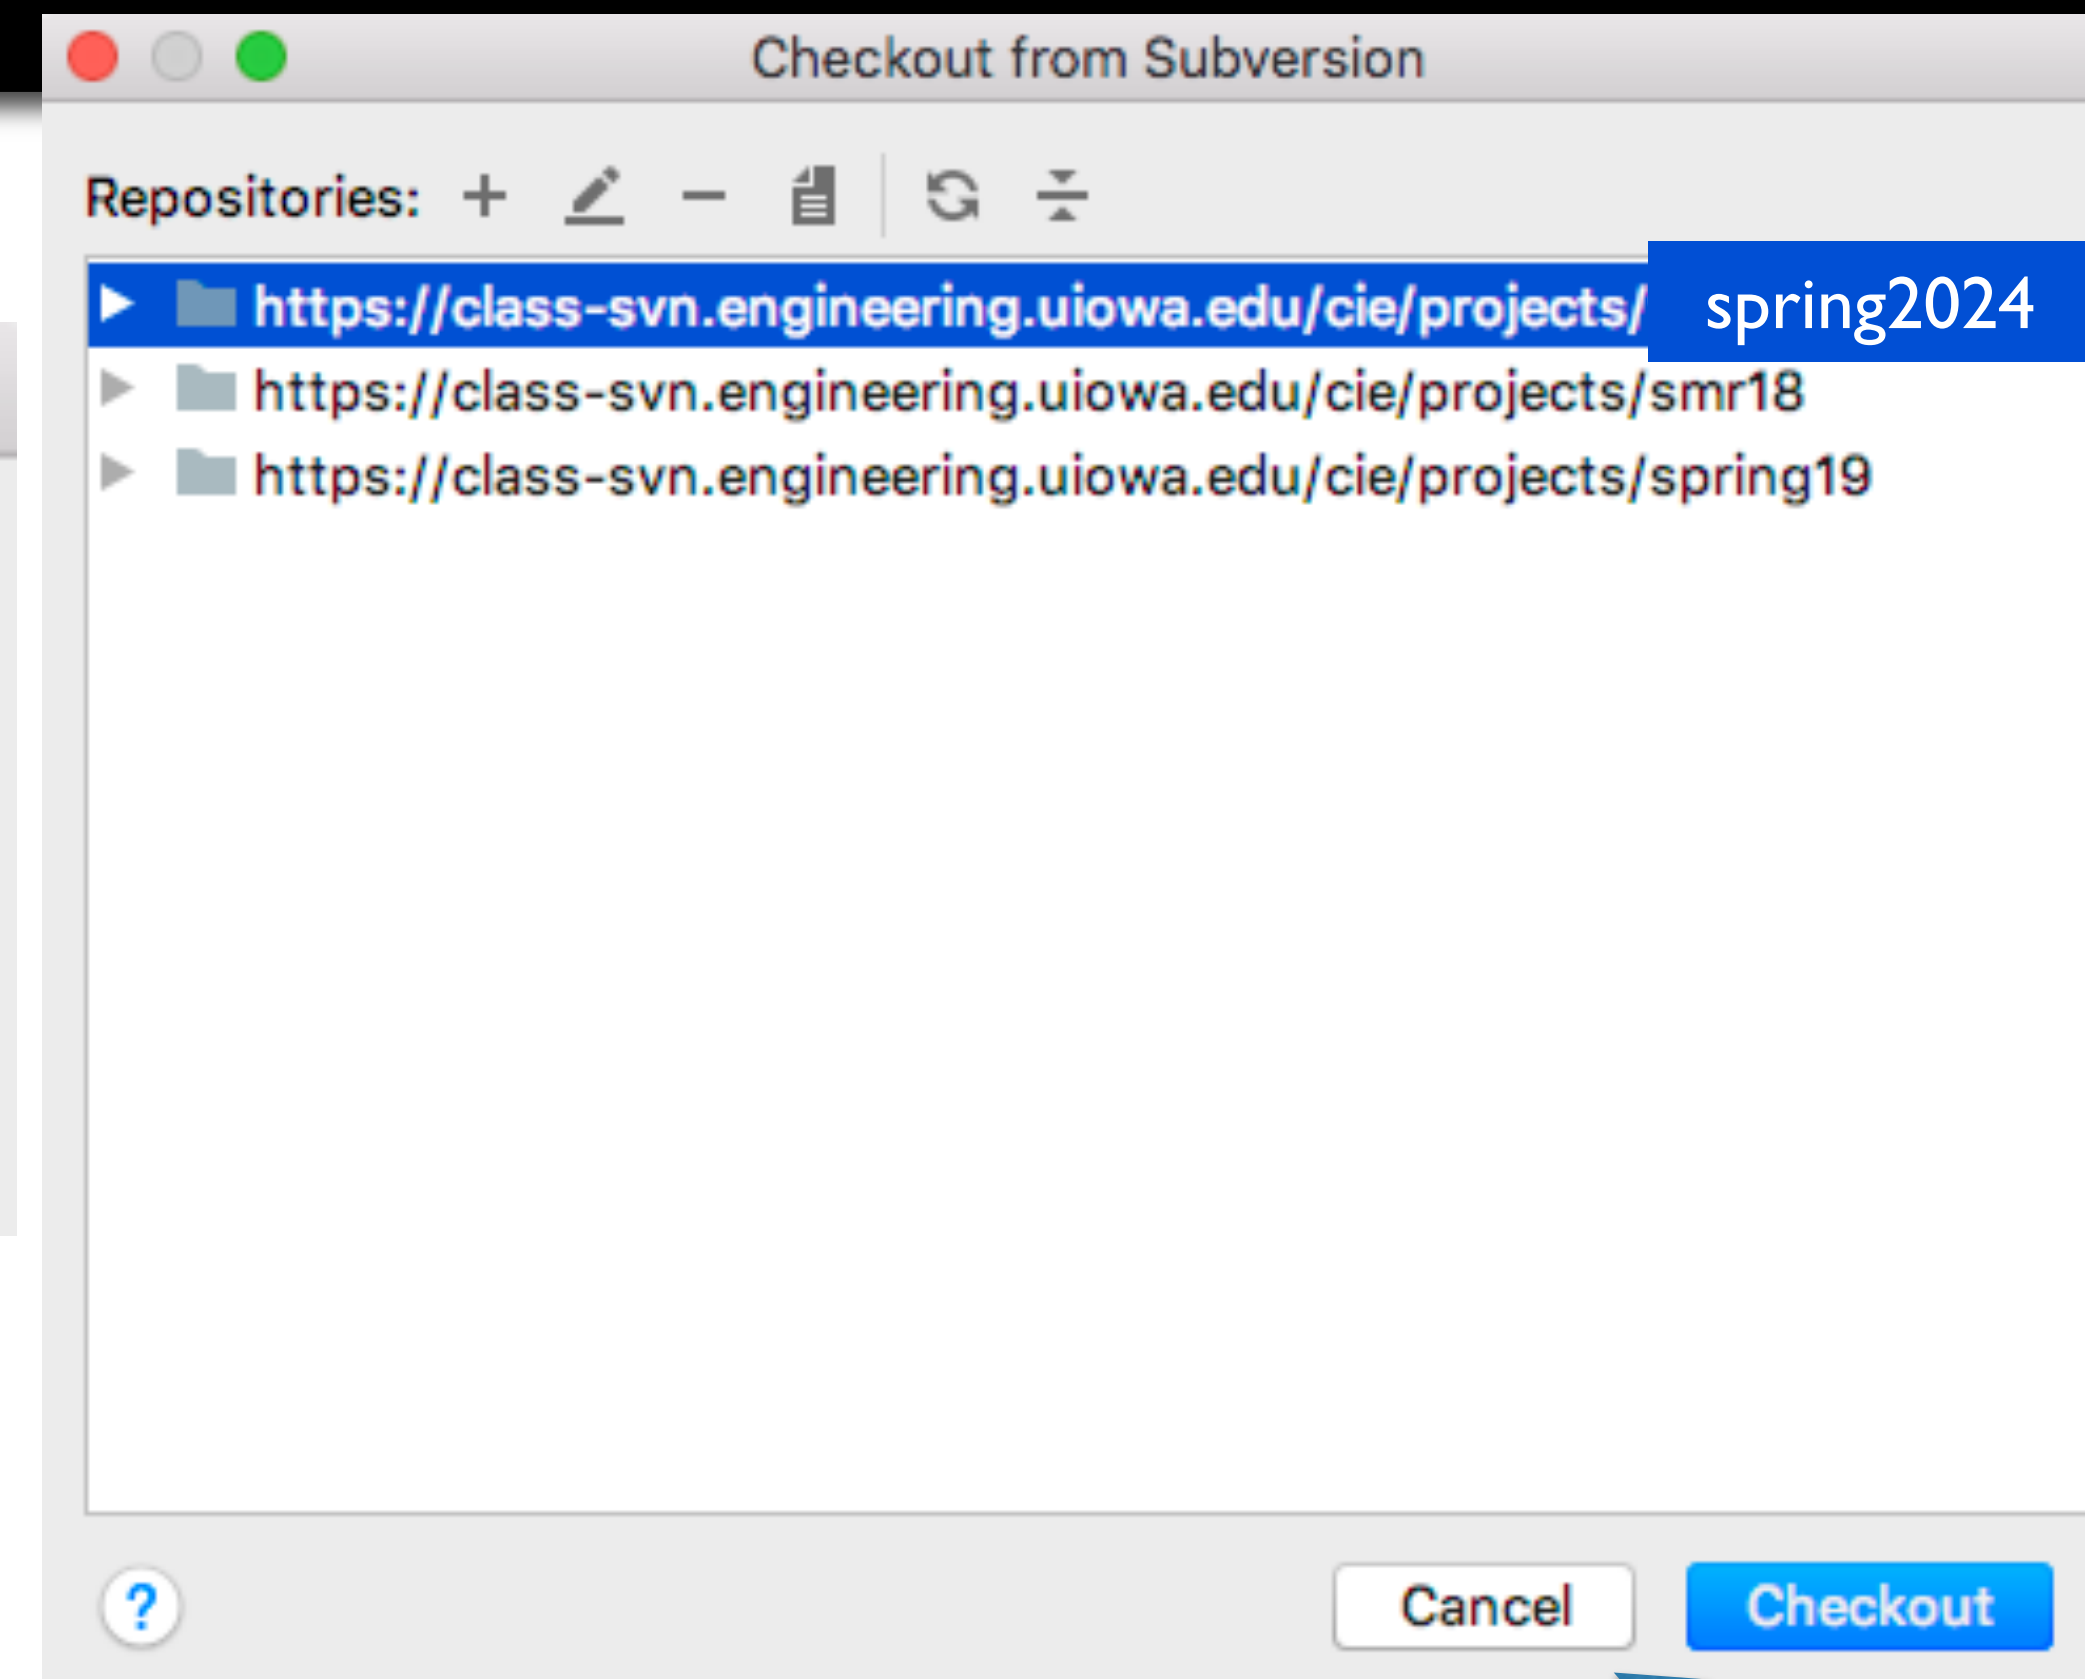 Checkout from Subversion
Repositories:
https://class-svn.engineering.uiowa.edu/cie/projects/ spring2024
https://class-svn.engineering.uiowa.edu/cie/projects/smr18
https://class-svn.engineering.uiowa.edu/cie/projects/spring19
?
Cancel
Checkout